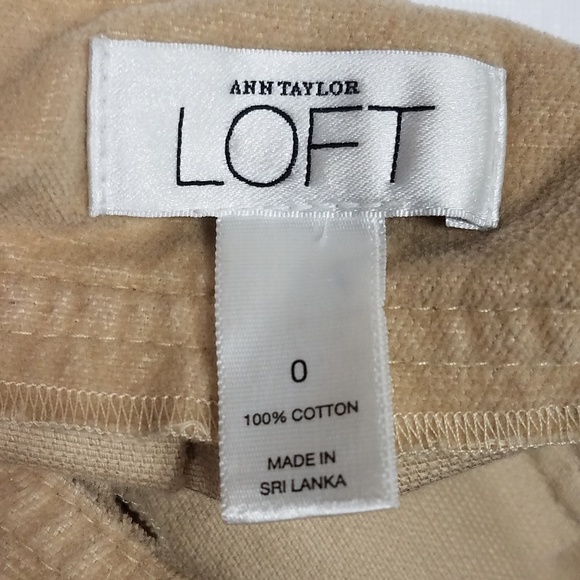 ANN TAYLOR
LOFT
0
100% COTTON
MADE IN
SRI LANKA